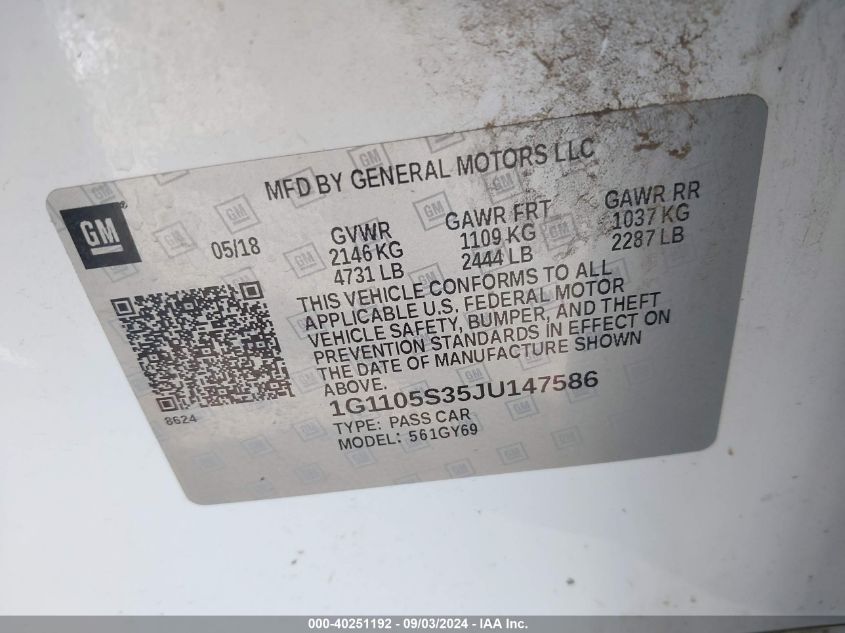 MFD BY GENERAL MOTORS LLC
GM
05/18
GVWR
2146 KG
4731 LB
GAWR FRT
1109 KG
2444 LB
GAWR RR
1037 KG
2287 LB
THIS VEHICLE CONFORMS TO ALL
APPLICABLE U.S. FEDERAL MOTOR
VEHICLE SAFETY, BUMPER, AND THEFT
PREVENTION STANDARDS IN EFFECT ON
THE DATE OF MANUFACTURE SHOWN
ABOVE.
8624
1G1105S35JU147586
TYPE: PASS CAR
MODEL: 561GY69
000-40251192 - 09/03/2024 - IAA Inc.